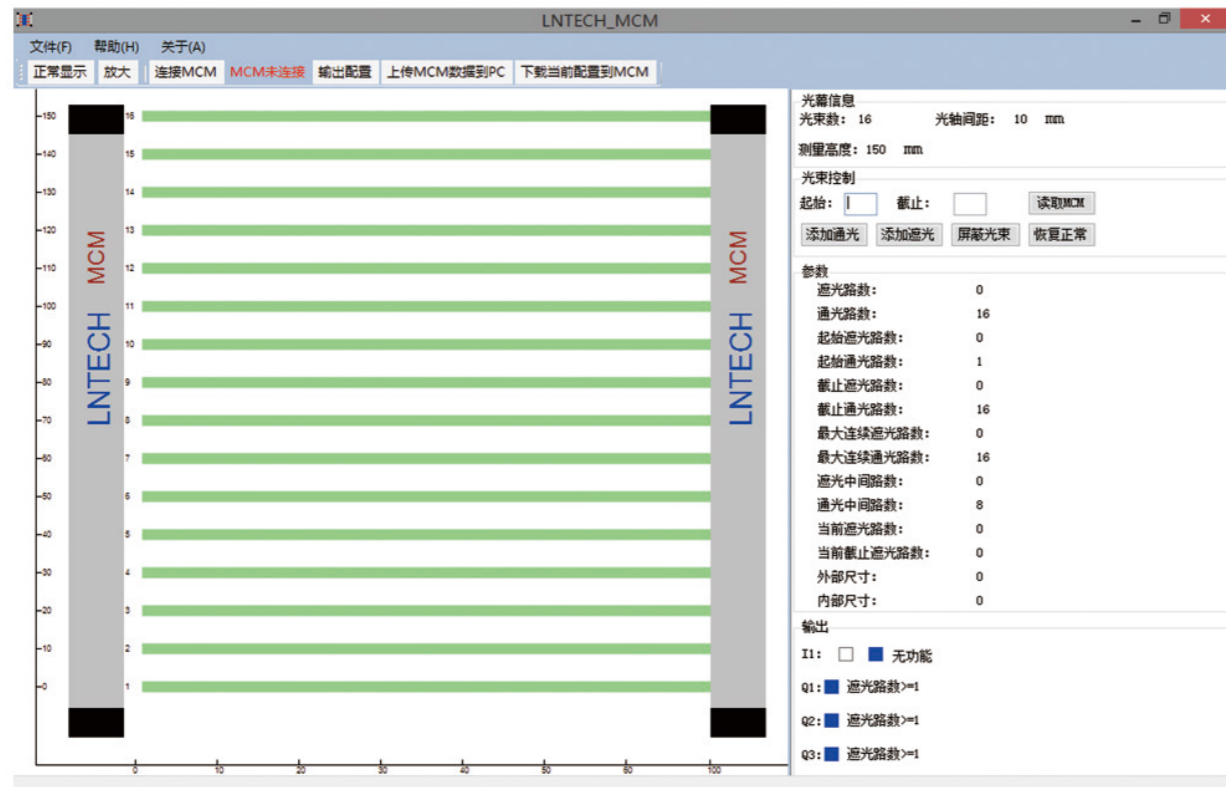 LNTECH_MCM
文件(F) 帮助(H) 关于(A)
正常显示 放大 连接MCM MCM未连接 输出配置 上传MCM数据到PC 下载当前配置到MCM
-150 16
-140 15
-130 14
-120 13
-110 12
-100 11
-90 10
-80 9
-70 8
-60 7
-50 6
-40 5
-30 4
-20 3
-10 2
-0 1
LNTECH MCM
LNTECH MCM
0 10 20 30 40 50 60 100
光幕信息
光束数: 16 光轴间距: 10 mm
测量高度: 150 mm
光束控制
起始: 截止: 读取MCM
添加通光 添加遮光 屏蔽光束 恢复正常
参数
遮光路数: 0
通光路数: 16
起始遮光路数: 0
起始通光路数: 1
截止遮光路数: 0
截止通光路数: 16
最大连续遮光路数: 0
最大连续通光路数: 16
遮光中间路数: 0
通光中间路数: 8
当前遮光路数: 0
当前截止遮光路数: 0
外部尺寸: 0
内部尺寸: 0
输出
I1: 无功能
Q1: 遮光路数>=1
Q2: 遮光路数>=1
Q3: 遮光路数>=1